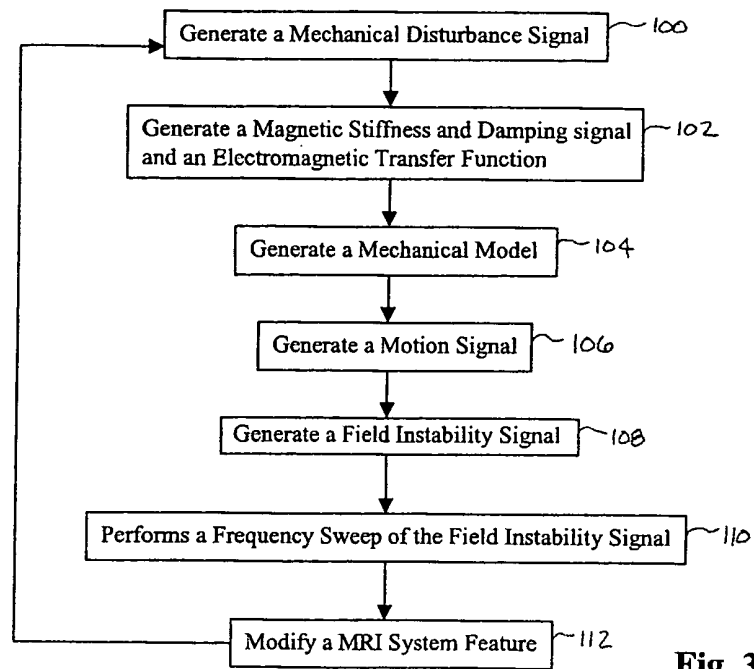 Generate a Mechanical Disturbance Signal
100
Generate a Magnetic Stiffness and Damping signal
and an Electromagnetic Transfer Function
102
Generate a Mechanical Model
104
Generate a Motion Signal
106
Generate a Field Instability Signal
108
Performs a Frequency Sweep of the Field Instability Signal
110
Modify a MRI System Feature
112
Fig. 3